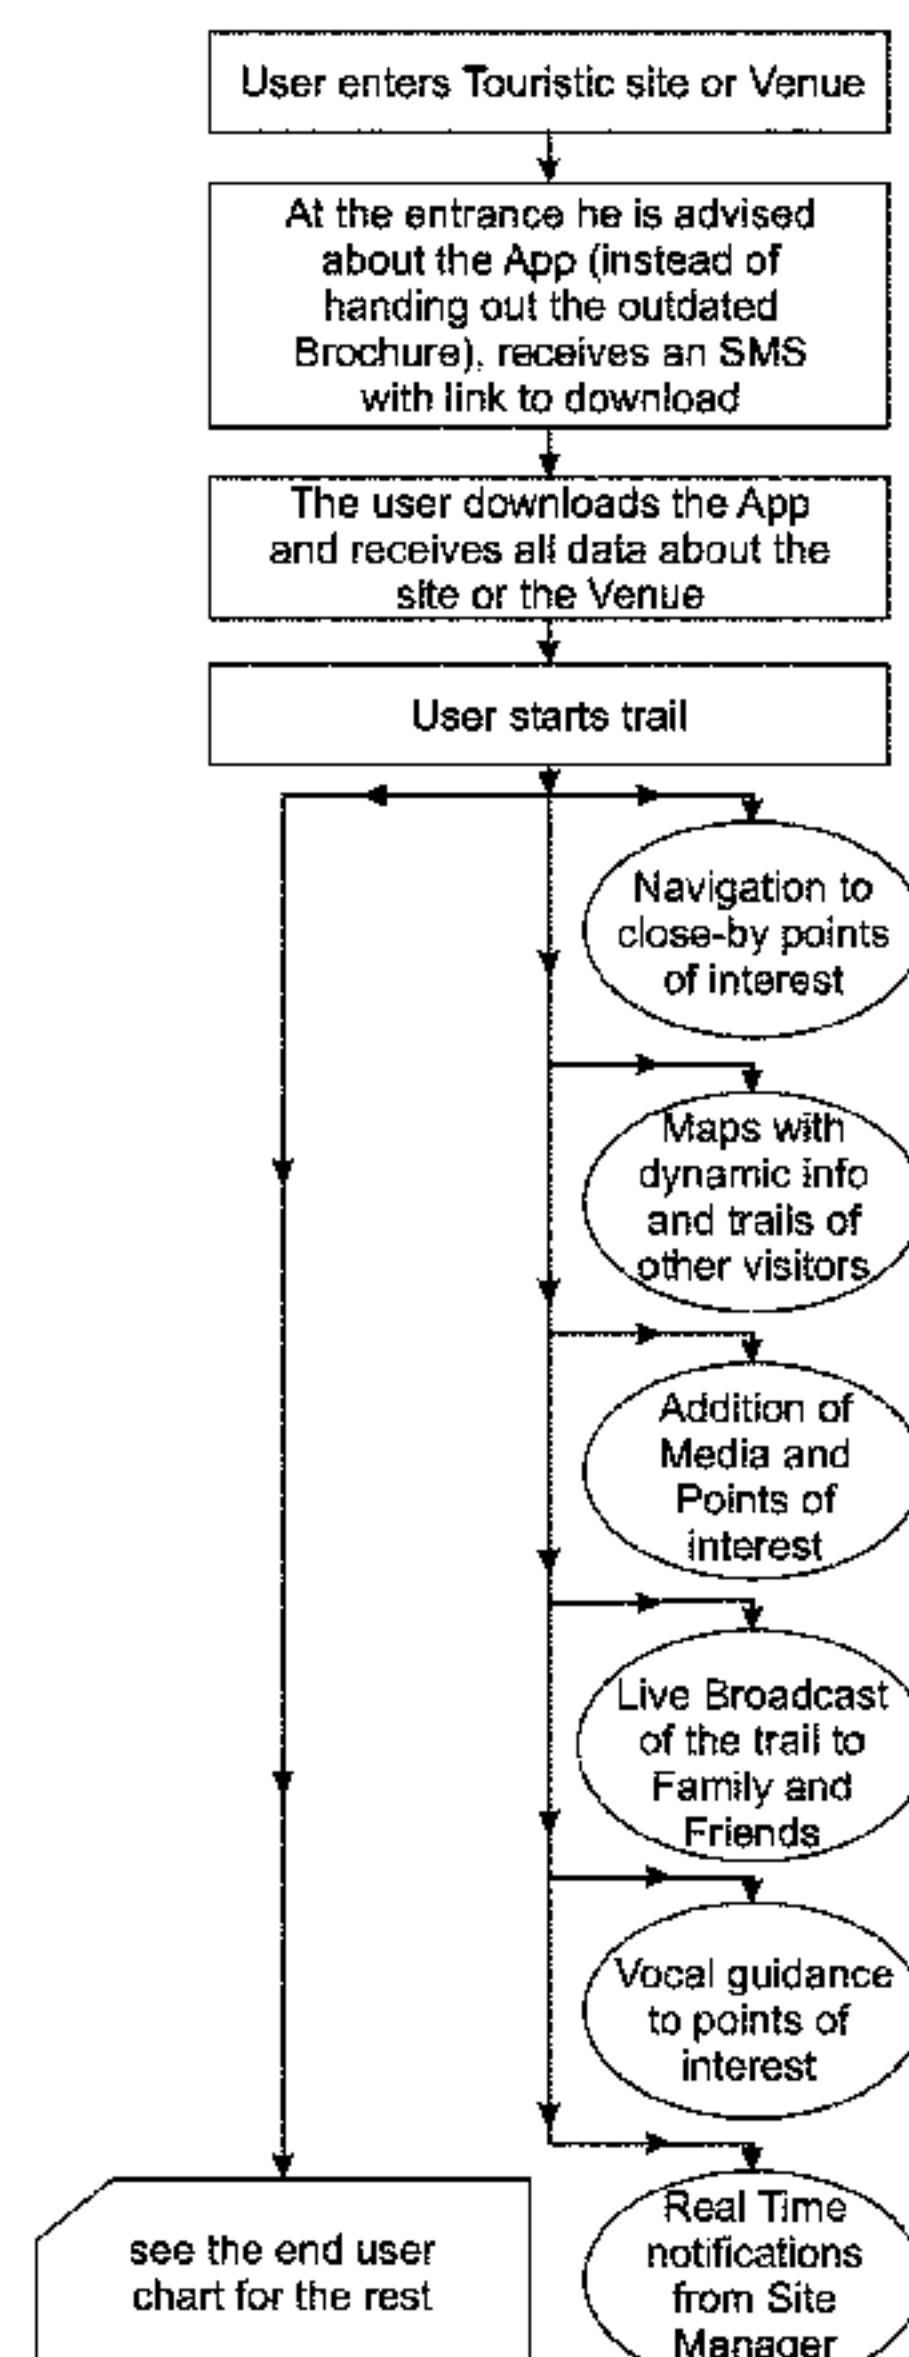 User enters Touristic site or Venue
At the entrance he is advised
about the App (instead of
handing out the outdated
Brochure), receives an SMS
with link to download
The user downloads the App
and receives all data about the
site or the Venue
User starts trail
Navigation to
close-by points
of interest
Maps with
dynamic info
and trails of
other visitors
Addition of
Media and
Points of
interest
Live Broadcast
of the trail to
Family and
Friends
Vocal guidance
to points of
interest
Real Time
notifications
from Site
Manager
see the end user
chart for the rest